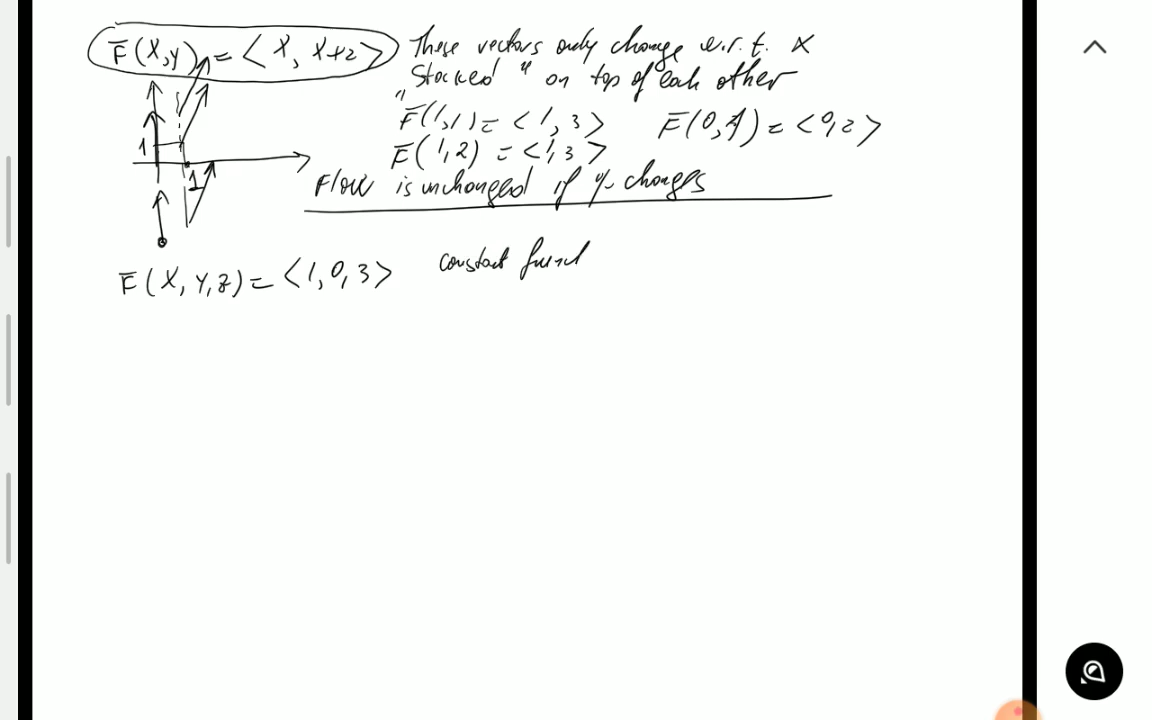 F̅(X,y) = <X, X+2> These vectors only change w.r.t. X
„Stacked" on top of each other
F̅(1,1) = <1, 3> F̅(0,1) = <0,2>
F̅(1,2) = <1,3>
1
1
Flow is unchanged if y- changes
F̅(X,Y,z) = <1,0,3> constant